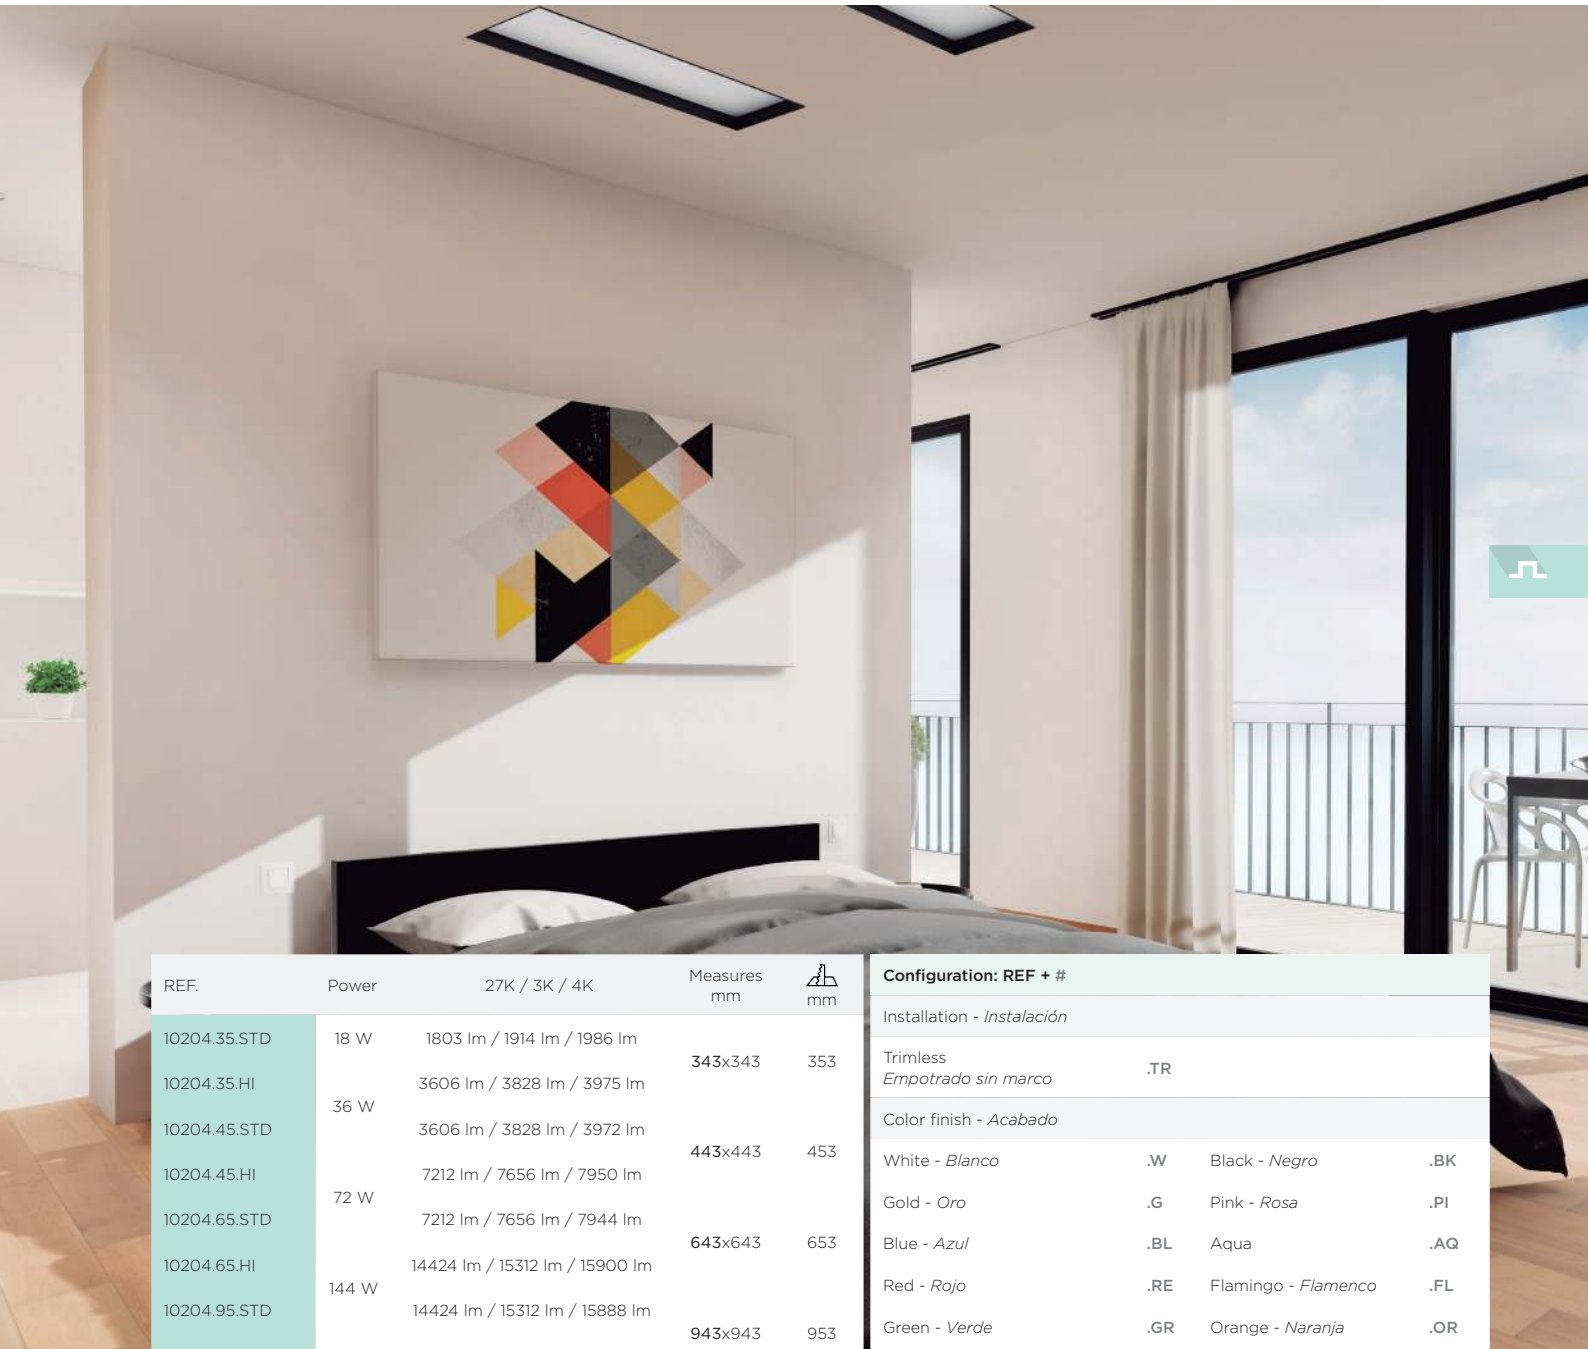 REF. Power 27K / 3K / 4K Measures mm mm
10204.35.STD 18 W 1803 lm / 1914 lm / 1986 lm
343x343 353
10204.35.HI 3606 lm / 3828 lm / 3975 lm
36 W
10204.45.STD 3606 lm / 3828 lm / 3972 lm
443x443 453
10204.45.HI 7212 lm / 7656 lm / 7950 lm
72 W
10204.65.STD 7212 lm / 7656 lm / 7944 lm
643x643 653
10204.65.HI 14424 lm / 15312 lm / 15900 lm
144 W
10204.95.STD 14424 lm / 15312 lm / 15888 lm
943x943 953
Configuration: REF + #
Installation - Instalación
Trimless
Empotrado sin marco .TR
Color finish - Acabado
White - Blanco .W Black - Negro .BK
Gold - Oro .G Pink - Rosa .PI
Blue - Azul .BL Aqua .AQ
Red - Rojo .RE Flamingo - Flamenco .FL
Green - Verde .GR Orange - Naranja .OR